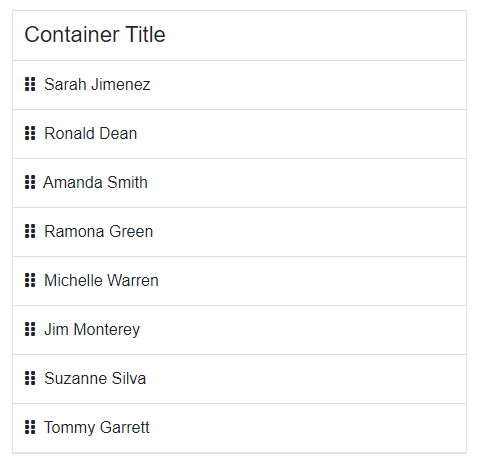 Container Title
Sarah Jimenez
Ronald Dean
Amanda Smith
Ramona Green
Michelle Warren
Jim Monterey
Suzanne Silva
Tommy Garrett